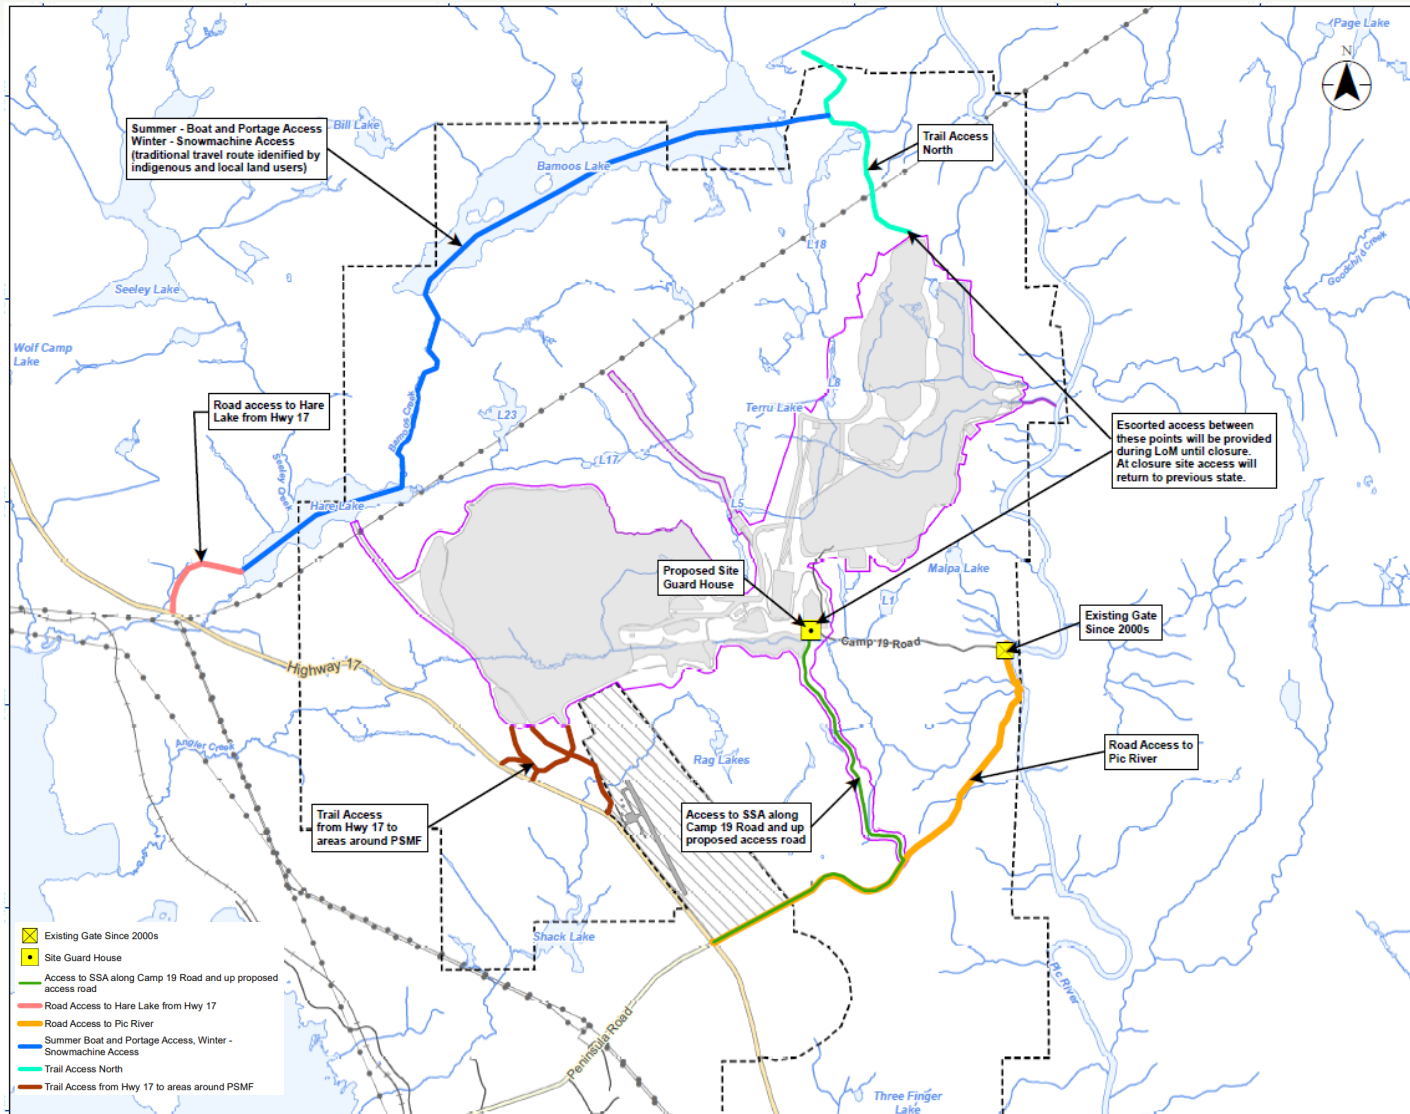 Page Lake
N
Summer - Boat and Portage Access
Winter - Snowmachine Access
(traditional travel route idenified by
indigenous and local land users)
Bill Lake
Bamoos Lake
Trail Access
North
L18
Goodchild Creek
Seeley Lake
Wolf Camp
Lake
Road access to Hare
Lake from Hwy 17
Bamoos Creek
L23
L8
Terru Lake
Escorted access between
these points will be provided
during LoM until closure.
At closure site access will
return to previous state.
Seeley Creek
L17
Hare Lake
L5
Proposed Site
Guard House
Malpa Lake
L1
Existing Gate
Since 2000s
Camp 19 Road
Highway 17
Angler Creek
Rag Lakes
Road Access to
Pic River
Trail Access
from Hwy 17 to
areas around PSMF
Access to SSA along
Camp 19 Road and up
proposed access road
Shack Lake
Pic River
Peninsula Road
Three Finger
Lake
Existing Gate Since 2000s
Site Guard House
Access to SSA along Camp 19 Road and up proposed
access road
Road Access to Hare Lake from Hwy 17
Road Access to Pic River
Summer Boat and Portage Access, Winter -
Snowmachine Access
Trail Access North
Trail Access from Hwy 17 to areas around PSMF